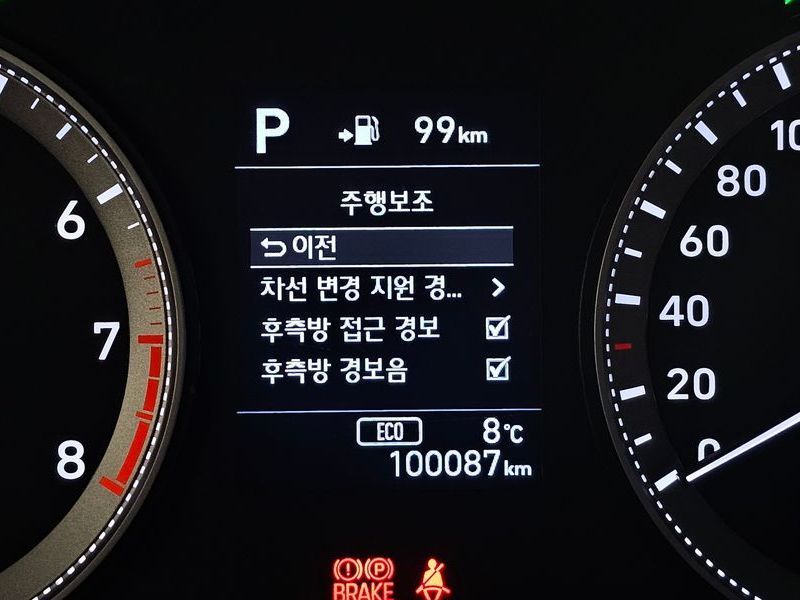 P 99km
주행보조
이전
차선 변경 지원 경...
후측방 접근 경보
후측방 경보음
ECO 8℃
100087km
6
7
8
80
60
40
20
0
(!) (P)
BRAKE